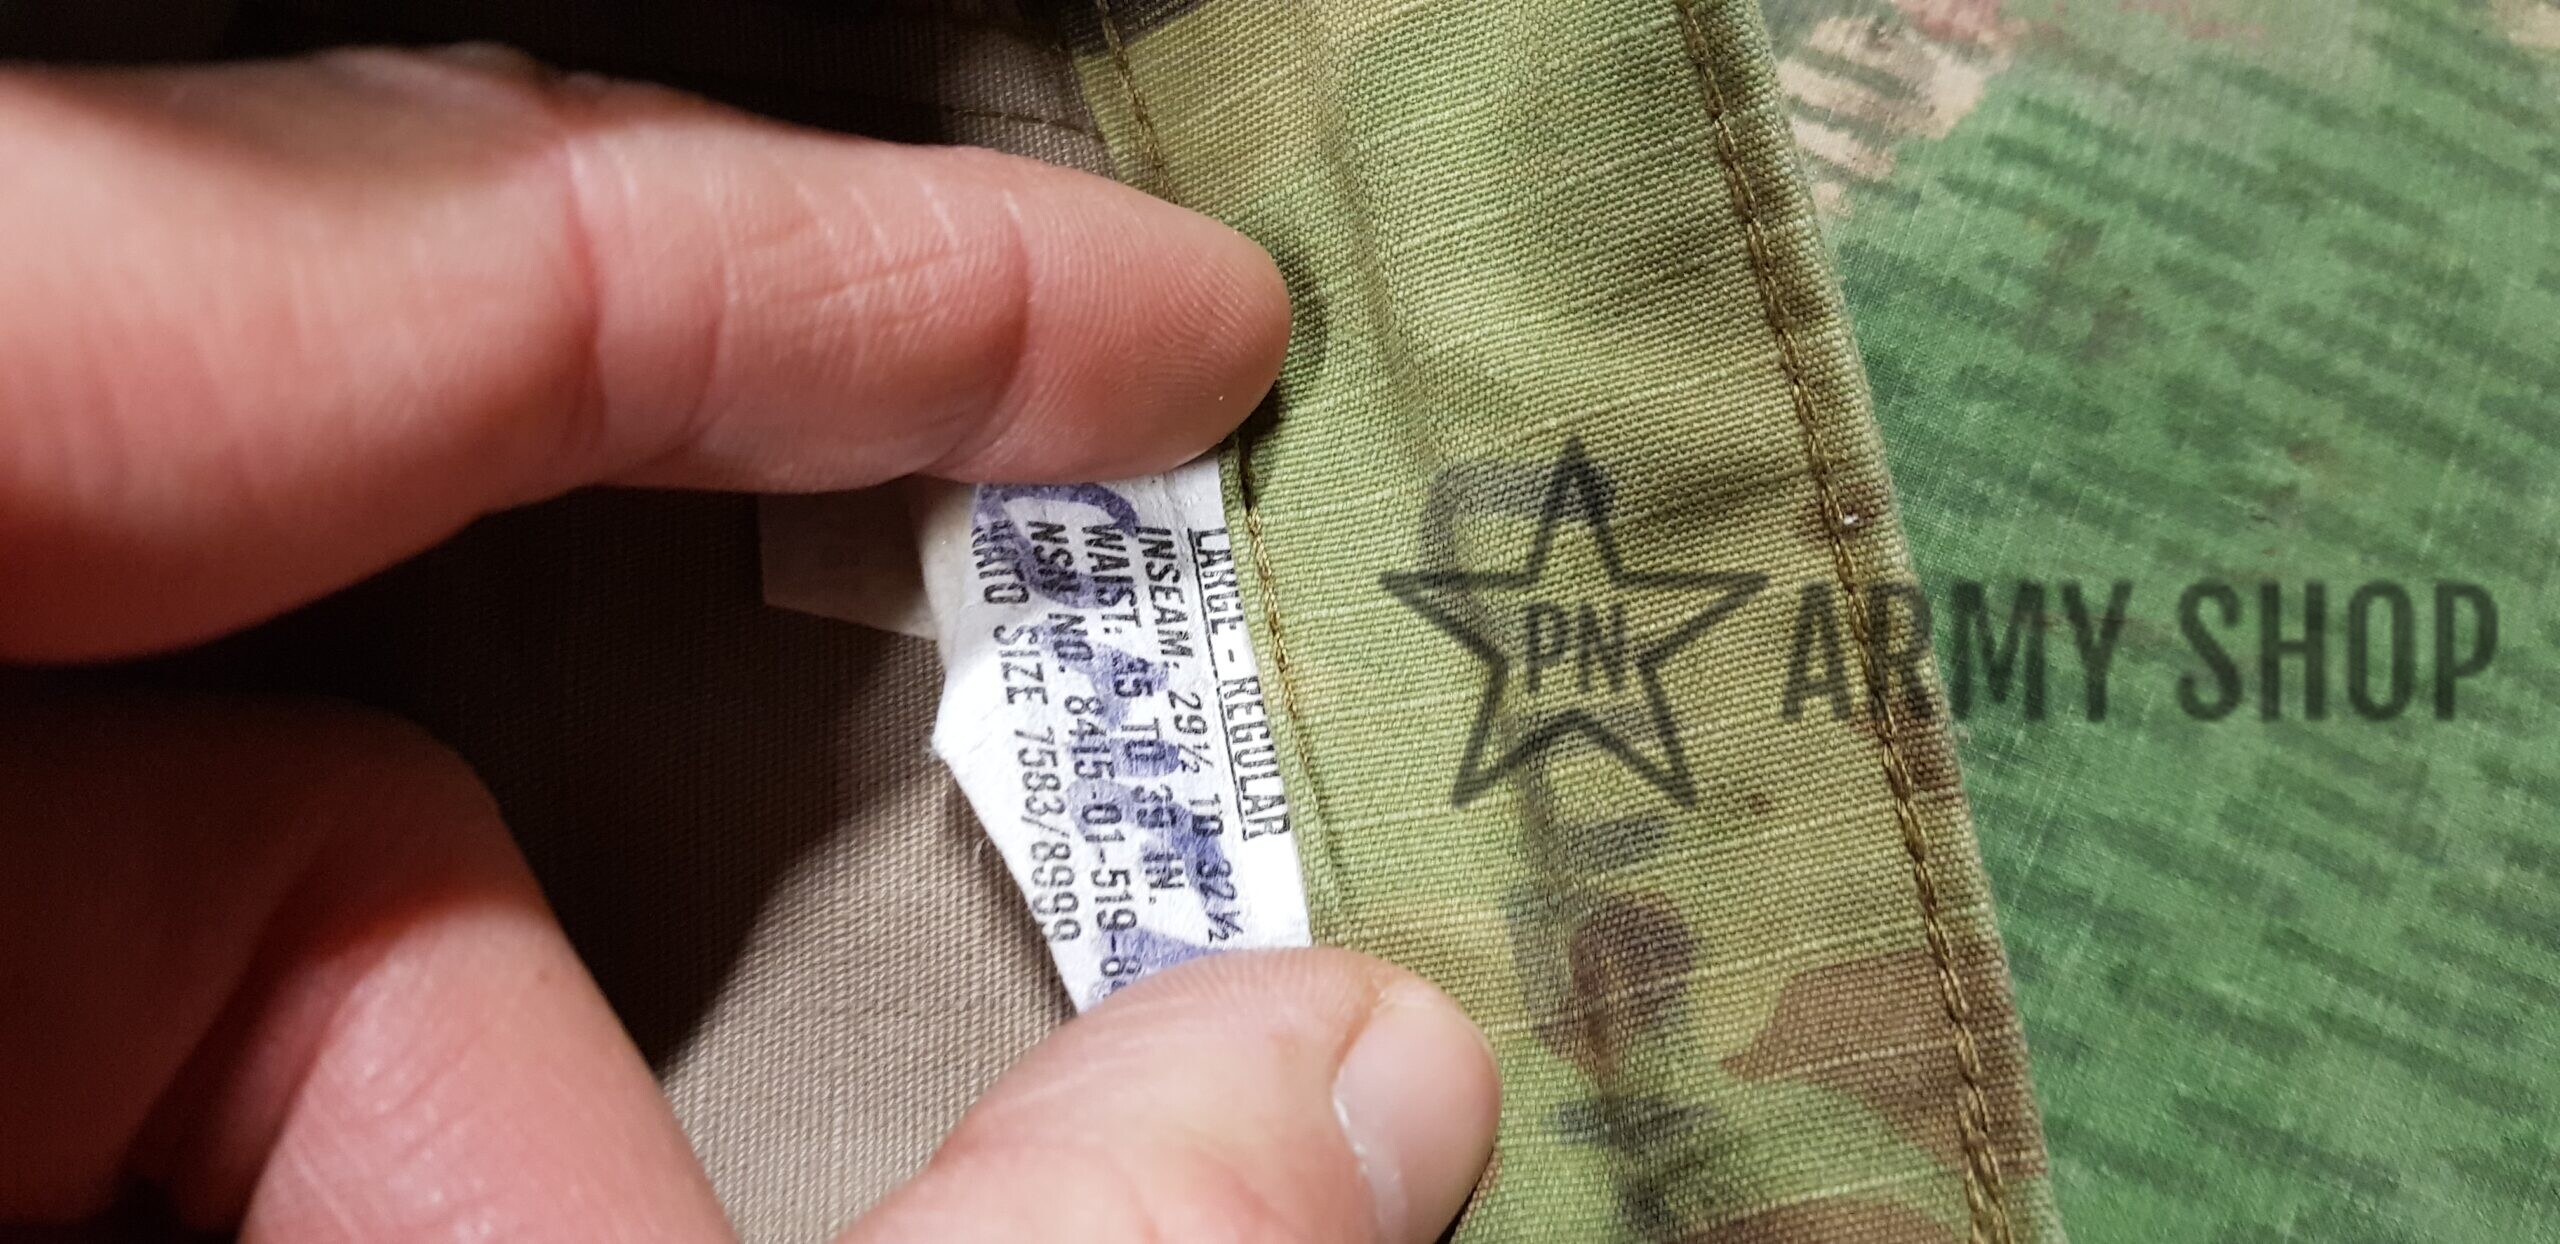 LARGE - REGULAR
INSEAM: 29½ TO 32½
WAIST: 35 TO 39 IN.
NSN NO. 8415-01-519-8
NATO SIZE 7583/8999
PN
ARMY SHOP